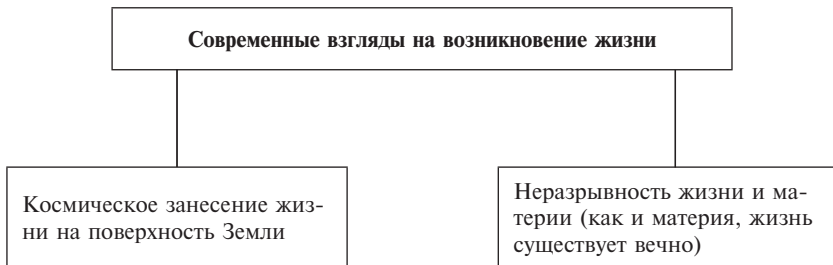 Современные взгляды на возникновение жизни
Космическое занесение жиз-
ни на поверхность Земли
Неразрывность жизни и ма-
терии (как и материя, жизнь
существует вечно)